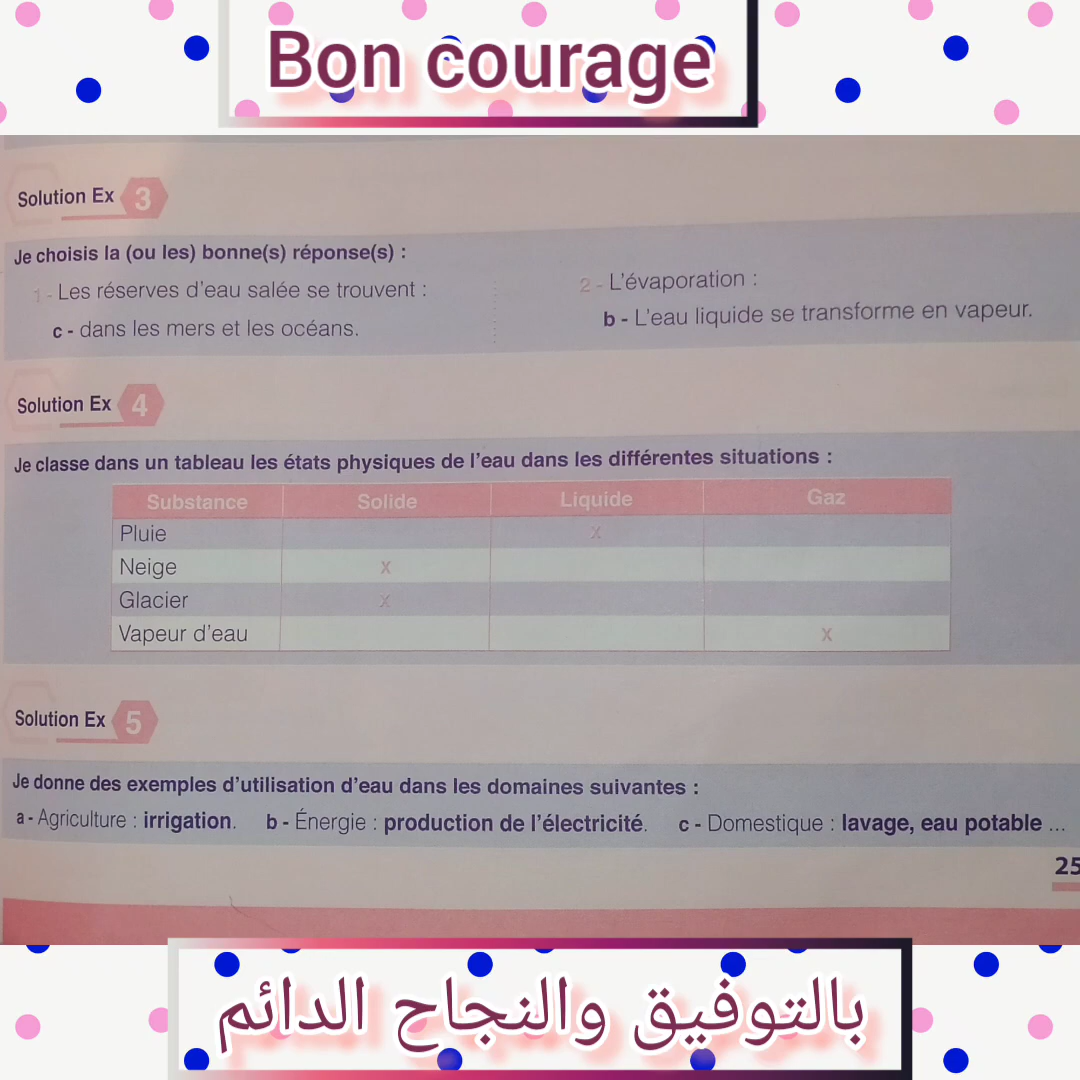 Bon courage
Solution Ex 3
Je choisis la (ou les) bonne(s) réponse(s) :
1 - Les réserves d'eau salée se trouvent :
c - dans les mers et les océans.
2 - L'évaporation :
b - L'eau liquide se transforme en vapeur.
Solution Ex 4
Je classe dans un tableau les états physiques de l'eau dans les différentes situations :
Substance Solide Liquide Gaz
Pluie X
Neige X
Glacier X
Vapeur d'eau X
Solution Ex 5
Je donne des exemples d'utilisation d'eau dans les domaines suivantes :
a - Agriculture : irrigation. b - Énergie : production de l'électricité. c - Domestique : lavage, eau potable ...
25
بالتوفيق والنجاح الدائم